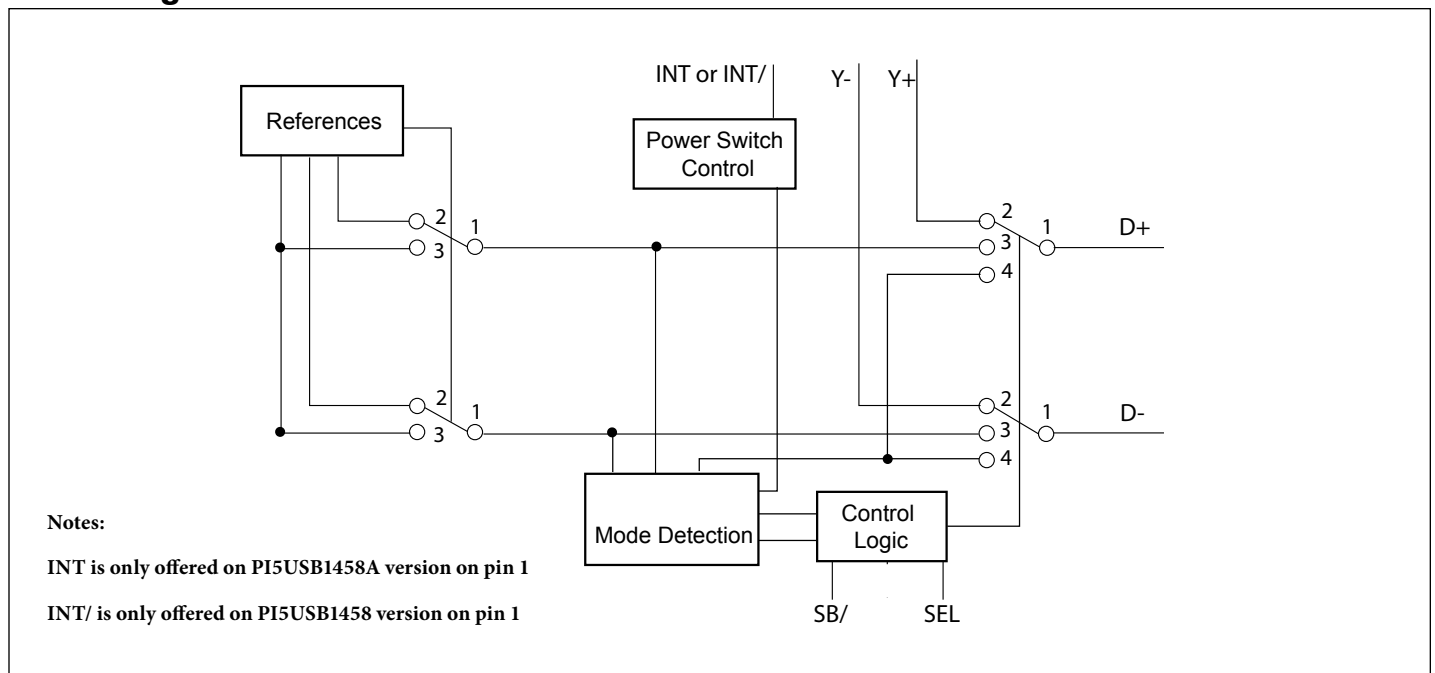 INT or INT/
Y-
Y+
References
Power Switch
Control
2
1
3
2
1
D+
3
4
2
1
3
2
1
D-
3
4
Mode Detection
Control
Logic
SB/
SEL
Notes:
INT is only offered on PI5USB1458A version on pin 1
INT/ is only offered on PI5USB1458 version on pin 1